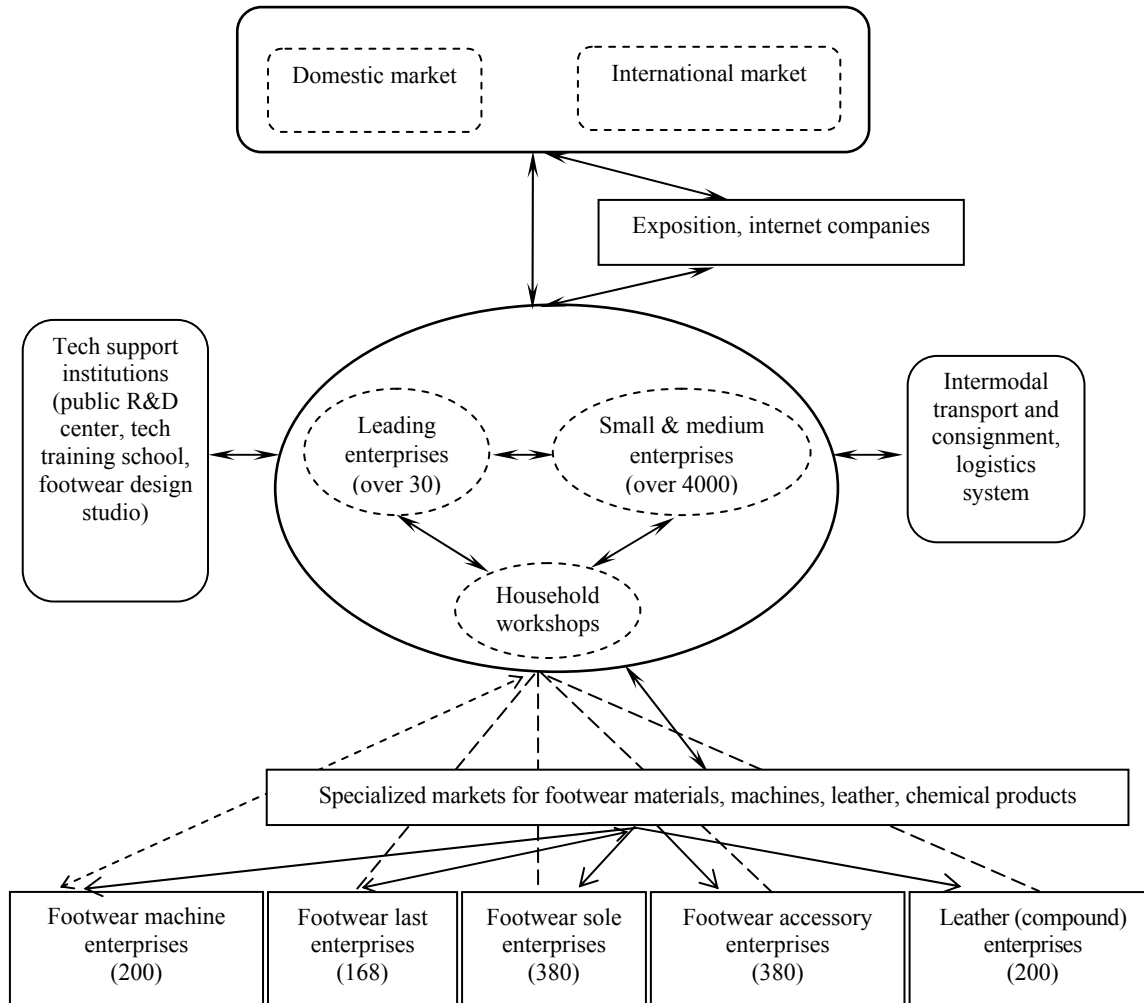 Domestic market
International market
Exposition, internet companies
Tech support
institutions
(public R&D
center, tech
training school,
footwear design
studio)
Leading
enterprises
(over 30)
Small & medium
enterprises
(over 4000)
Household
workshops
Intermodal
transport and
consignment,
logistics
system
Specialized markets for footwear materials, machines, leather, chemical products
Footwear machine
enterprises
(200)
Footwear last
enterprises
(168)
Footwear sole
enterprises
(380)
Footwear accessory
enterprises
(380)
Leather (compound)
enterprises
(200)